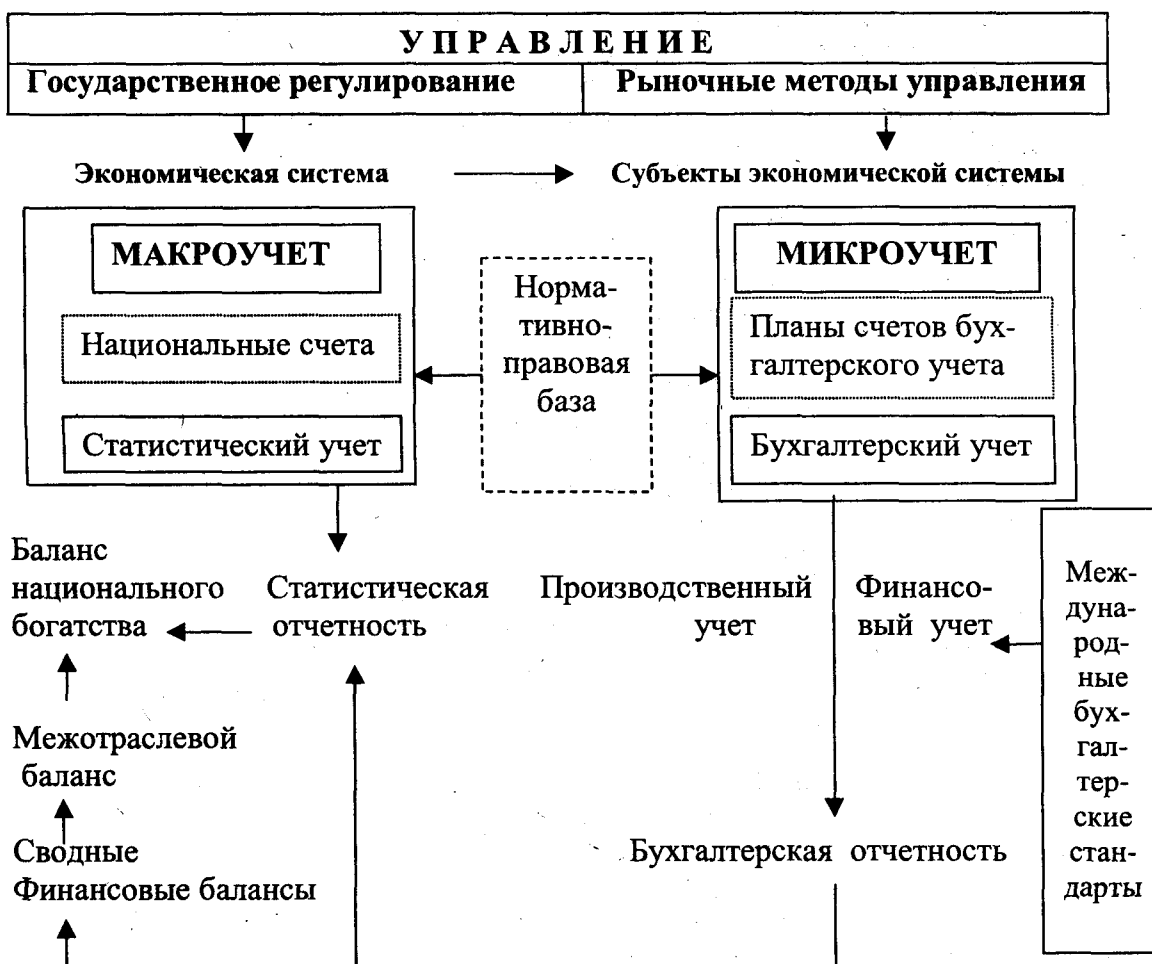 УПРАВЛЕНИЕ
Государственное регулирование
Рыночные методы управления
Экономическая система
Субъекты экономической системы
МАКРОУЧЕТ
Национальные счета
Статистический учет
Норма-
тивно-
правовая
база
МИКРОУЧЕТ
Планы счетов бух-
галтерского учета
Бухгалтерский учет
Баланс
национального
богатства
Статистическая
отчетность
Производственный
учет
Финансо-
вый учет
Меж-
дуна-
род-
ные
бух-
гал-
тер-
ские
стан-
дарты
Межотраслевой
баланс
Сводные
Финансовые балансы
Бухгалтерская отчетность